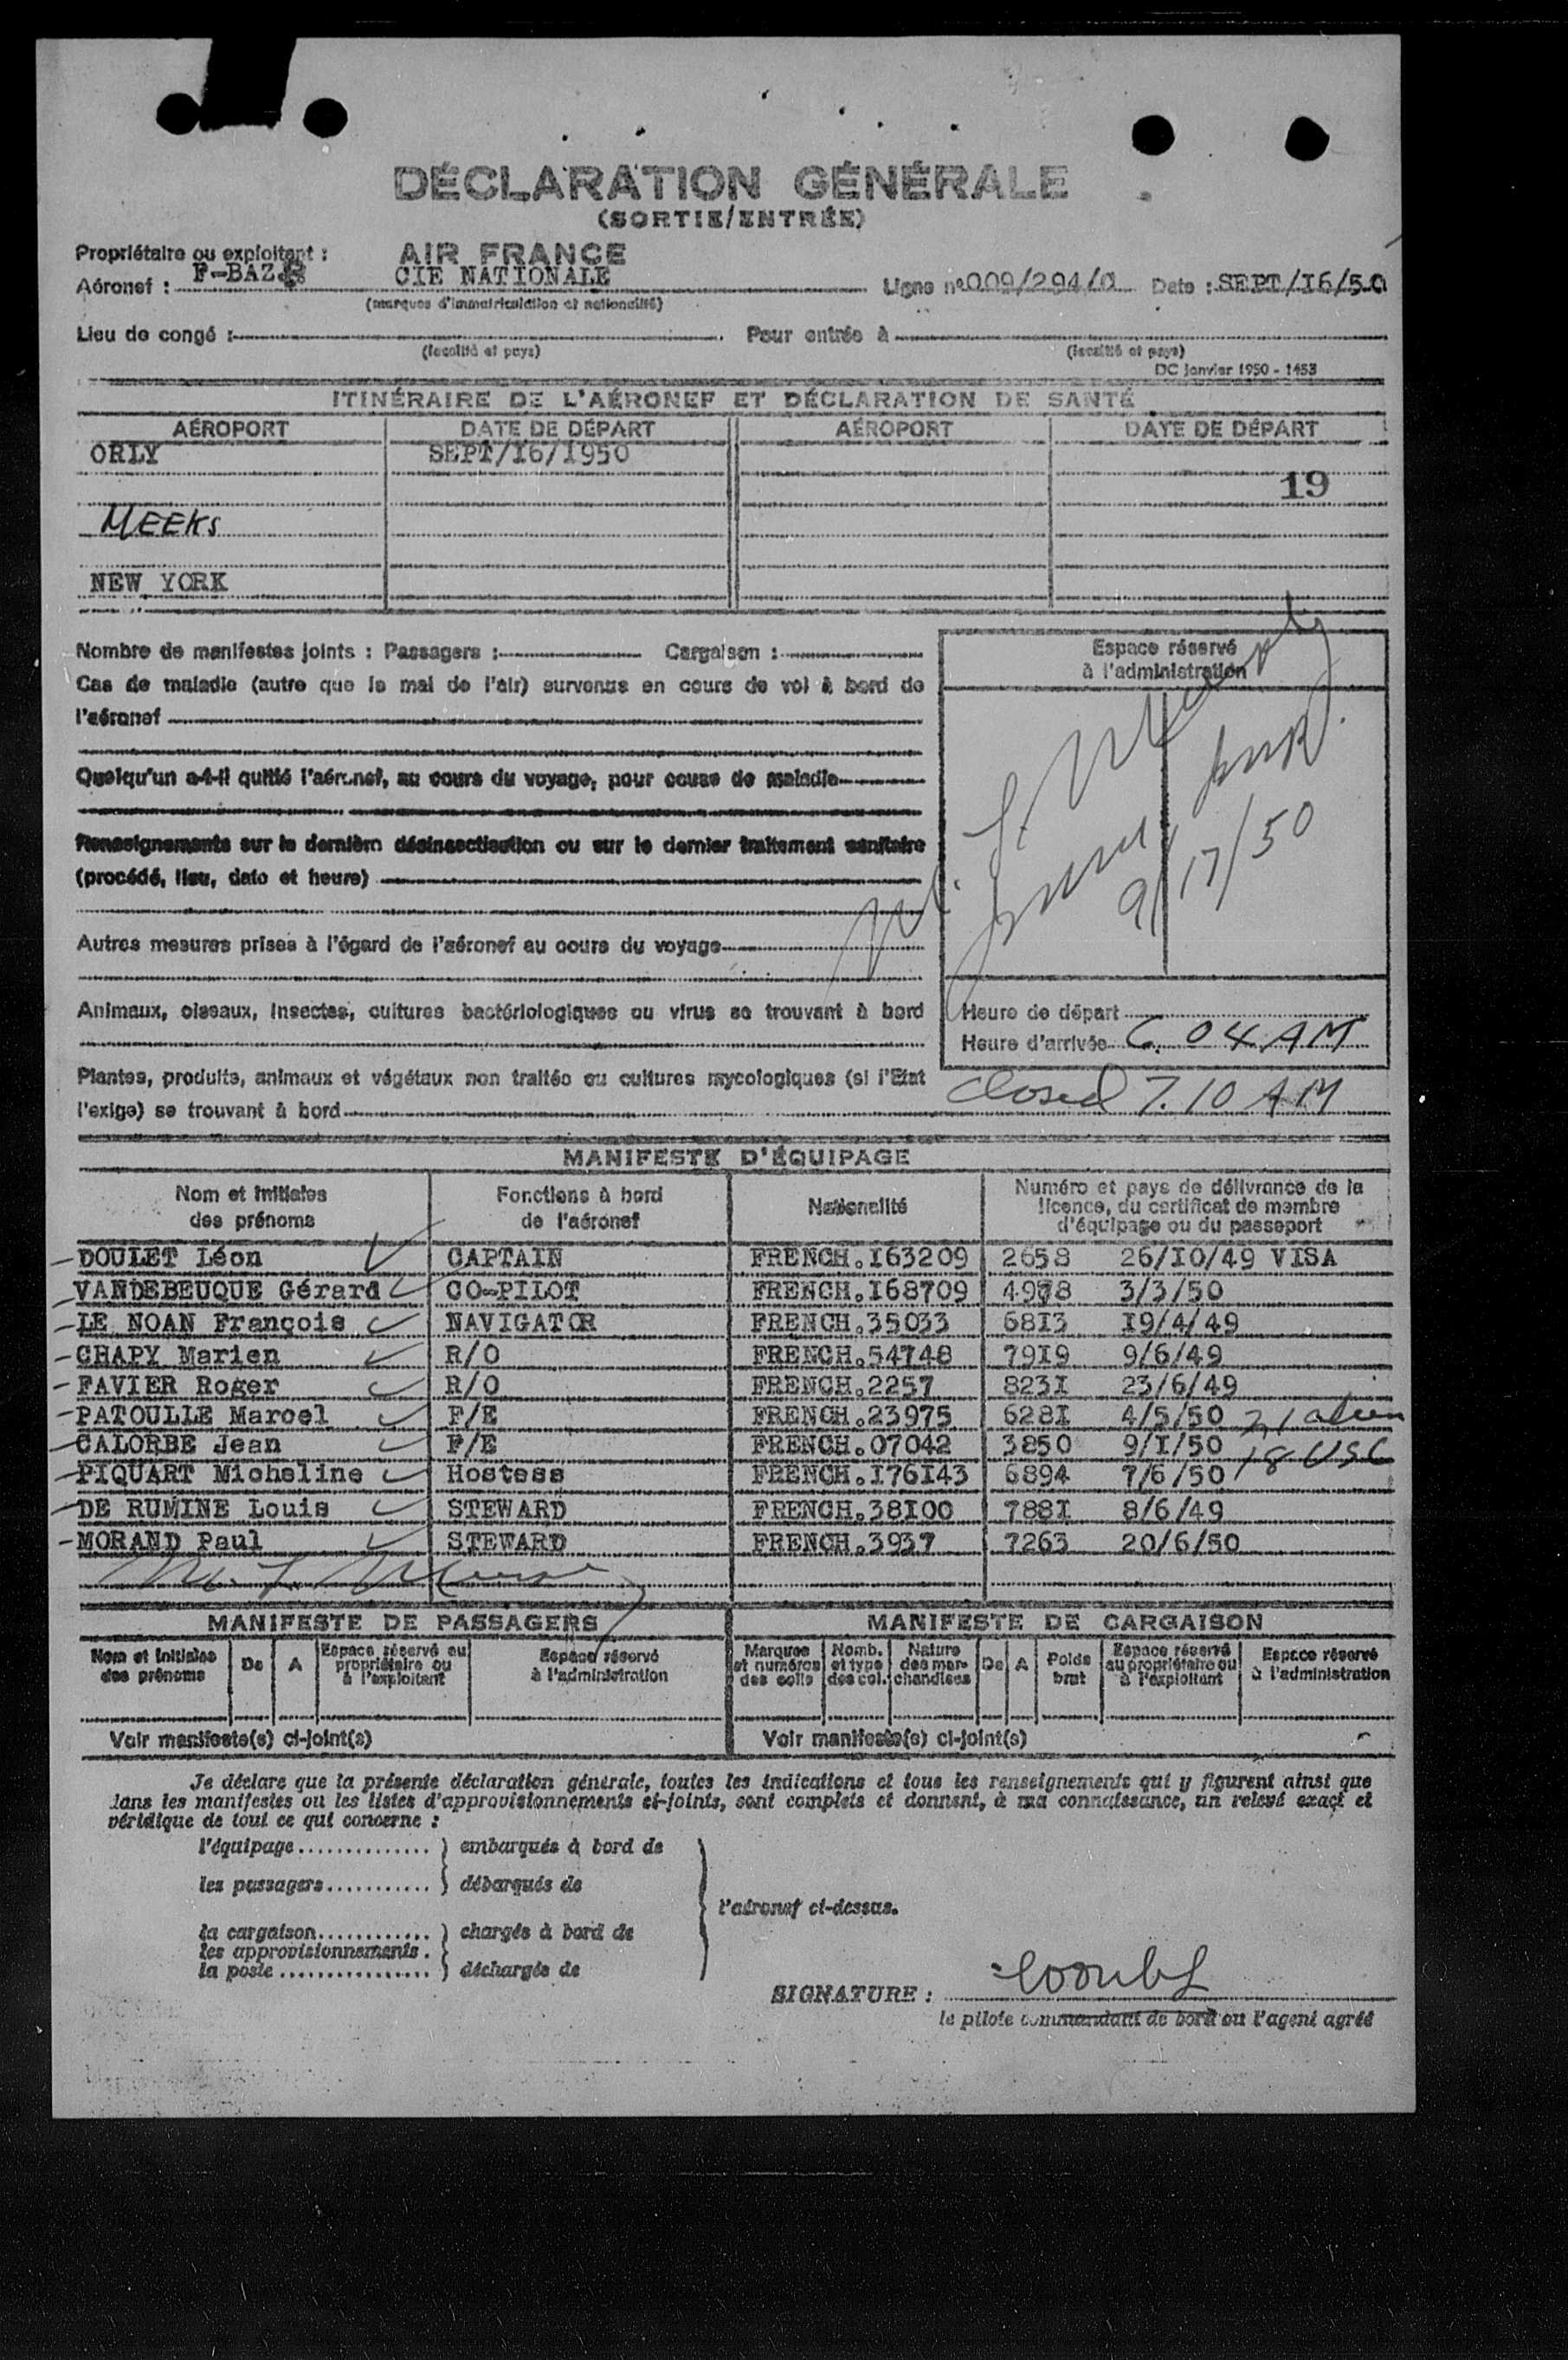 DÉCLARATION GÉNÉRALE
(SORTIE/ENTRÉE)
Propriétaire ou exploitant : AIR FRANCE
Aéronef : F-BAZ CIE NATIONALE Ligne nº 009/294/0 Date : SEPT/I6/50
(marques d'immatriculation et nationalité)
Lieu de congé : Pour entrée à
(localité et pays) (localité et pays)
DC Janvier 1950 - 1453
ITINÉRAIRE DE L'AÉRONEF ET DÉCLARATION DE SANTÉ
AÉROPORT DATE DE DÉPART AÉROPORT DATE DE DÉPART
ORLY SEPT/I6/I950
19
MEEKS
NEW YORK
Nombre de manifestes joints : Passagers : Cargaison :
Espace réservé
à l'administration
Cas de maladie (autre que le mal de l'air) survenus en cours de vol à bord de
l'aéronef
Quelqu'un a-t-il quitté l'aéronef, au cours du voyage, pour cause de maladie
Renseignements sur la dernière désinsectisation ou sur le dernier traitement sanitaire
(procédé, lieu, date et heure)
9/17/50
Autres mesures prises à l'égard de l'aéronef au cours du voyage
Animaux, oiseaux, insectes, cultures bactériologiques ou virus se trouvant à bord
Heure de départ
Heure d'arrivée 6.04 AM
Plantes, produits, animaux et végétaux non traités ou cultures mycologiques (si l'Etat
l'exige) se trouvant à bord
closed 7.10 AM
MANIFESTE D'ÉQUIPAGE
Nom et initiales des prénoms Fonctions à bord de l'aéronef Nationalité Numéro et pays de délivrance de la licence, du certificat de membre d'équipage ou du passeport
DOULET Léon CAPTAIN FRENCH.I63209 2658 26/IO/49 VISA
VANDEBEUQUE Gérard CO-PILOT FRENCH.I68709 4978 3/3/50
LE NOAN François NAVIGATOR FRENCH.35033 68I3 I9/4/49
CHAPY Marien R/O FRENCH.54748 79I9 9/6/49
FAVIER Roger R/O FRENCH.2257 823I 23/6/49
PATOULLE Marcel F/E FRENCH.23975 628I 4/5/50 21 alien
CALORBE Jean F/E FRENCH.07042 3850 9/I/50 18 USC
PIQUART Micheline Hostess FRENCH.I76I43 6894 7/6/50
DE RUMINE Louis STEWARD FRENCH.38I00 788I 8/6/49
MORAND Paul STEWARD FRENCH.3937 7263 20/6/50
MANIFESTE DE PASSAGERS MANIFESTE DE CARGAISON
Nom et initiales des prénoms De A Espace réservé au propriétaire ou à l'exploitant Espace réservé à l'administration Marques et numéros des colis Nomb. et type des col. Nature des marchandises De A Poids brut Espace réservé au propriétaire ou à l'exploitant Espace réservé à l'administration
Voir manifeste(s) ci-joint(s) Voir manifeste(s) ci-joint(s)
Je déclare que la présente déclaration générale, toutes les indications et tous les renseignements qui y figurent ainsi que
dans les manifestes ou les listes d'approvisionnements ci-joints, sont complets et donnent, à ma connaissance, un relevé exact et
véridique de tout ce qui concerne :
l'équipage .............. } embarqués à bord de
les passagers ........... } débarqués de
l'aéronef ci-dessus.
la cargaison ............ } chargés à bord de
les approvisionnements .
la poste ................ } déchargés de
SIGNATURE :
le pilote commandant de bord ou l'agent agréé